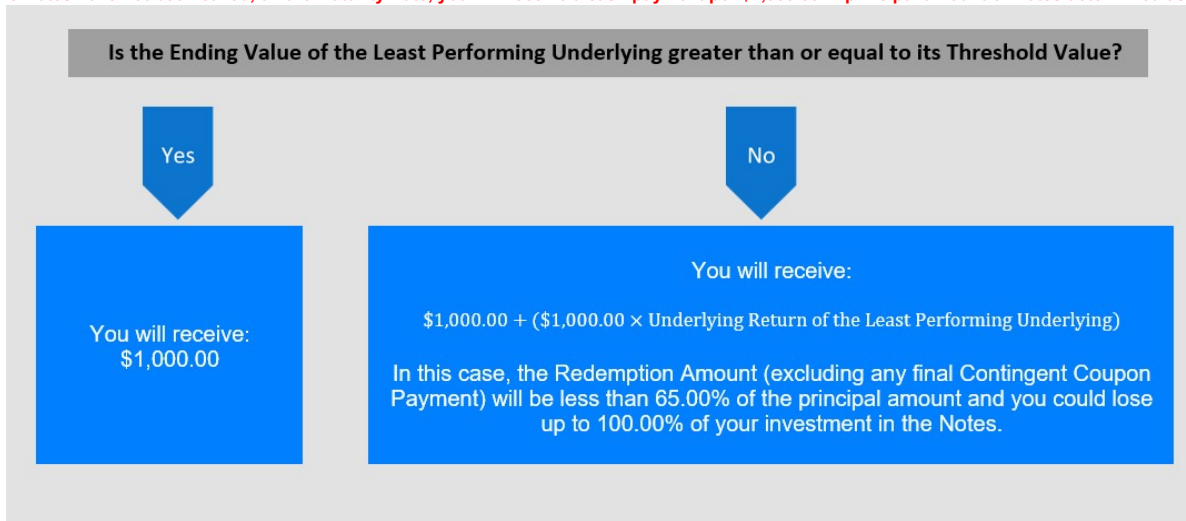 Is the Ending Value of the Least Performing Underlying greater than or equal to its Threshold Value?
Yes
No
You will receive:
$1,000.00
You will receive:
$1,000.00 + ($1,000.00 × Underlying Return of the Least Performing Underlying)
In this case, the Redemption Amount (excluding any final Contingent Coupon
Payment) will be less than 65.00% of the principal amount and you could lose
up to 100.00% of your investment in the Notes.